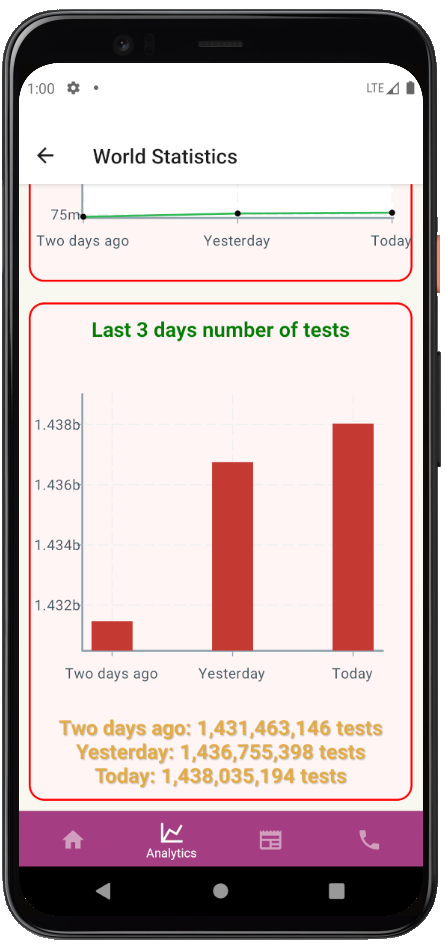 1:00
LTE
World Statistics
75m
Two days ago Yesterday Today
Last 3 days number of tests
1.438b
1.436b
1.434b
1.432b
Two days ago Yesterday Today
Two days ago: 1,431,463,146 tests
Yesterday: 1,436,755,398 tests
Today: 1,438,035,194 tests
Analytics